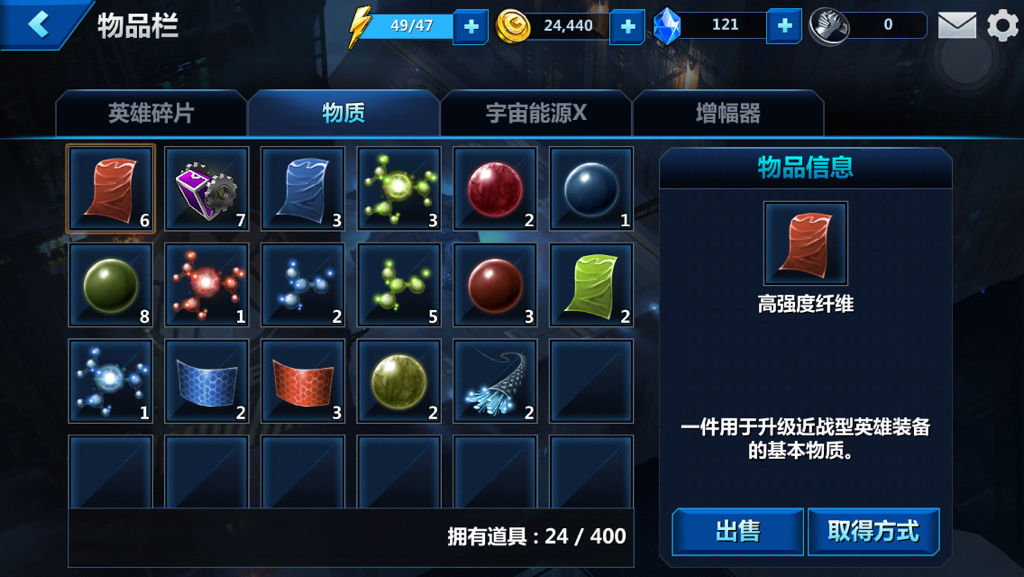 物品栏
49/47
24,440
121
0
英雄碎片
物质
宇宙能源X
增幅器
6
7
3
3
2
1
8
1
2
5
3
2
1
2
3
2
2
拥有道具 : 24 / 400
物品信息
高强度纤维
一件用于升级近战型英雄装备
的基本物质。
出售
取得方式